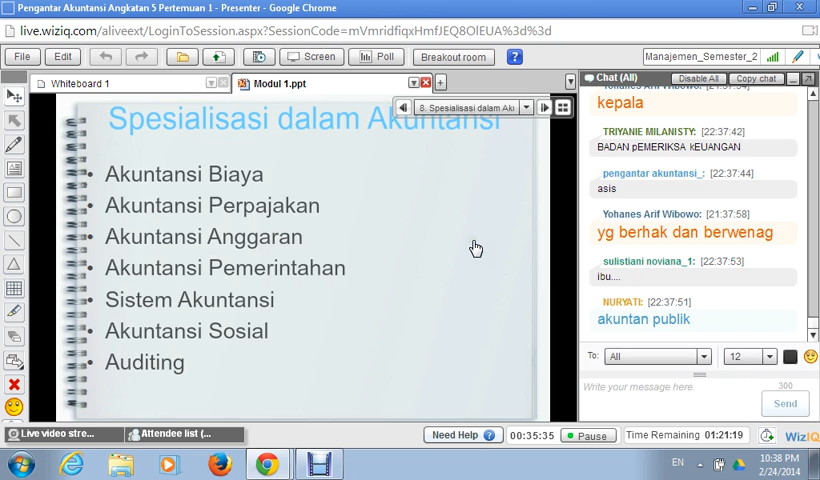 Pengantar Akuntansi Angkatan 5 Pertemuan 1 - Presenter - Google Chrome
live.wiziq.com/aliveext/LoginToSession.aspx?SessionCode=mVmridfiqxHmfJEQ8OlEUA%3d%3d
File Edit Screen Poll Breakout room ? Manajemen_Semester_2
Whiteboard 1 Modul 1.ppt
8. Spesialisasi dalam Aku
Spesialisasi dalam Akuntansi
• Akuntansi Biaya
• Akuntansi Perpajakan
• Akuntansi Anggaran
• Akuntansi Pemerintahan
• Sistem Akuntansi
• Akuntansi Sosial
• Auditing
Chat (All) Disable All Copy chat
Yohanes Arif Wibowo:
kepala
TRIYANIE MILANISTY: [22:37:42]
BADAN pEMERIKSA kEUANGAN
pengantar akuntansi_: [22:37:44]
asis
Yohanes Arif Wibowo: [21:37:58]
yg berhak dan berwenag
sulistiani noviana_1: [22:37:53]
ibu....
NURYATI: [22:37:51]
akuntan publik
To: All 12
Write your message here. 300
Send
Live video stre... Attendee list (...
Need Help ? 00:35:35 Pause Time Remaining 01:21:19 WizIQ
EN 10:38 PM
2/24/2014